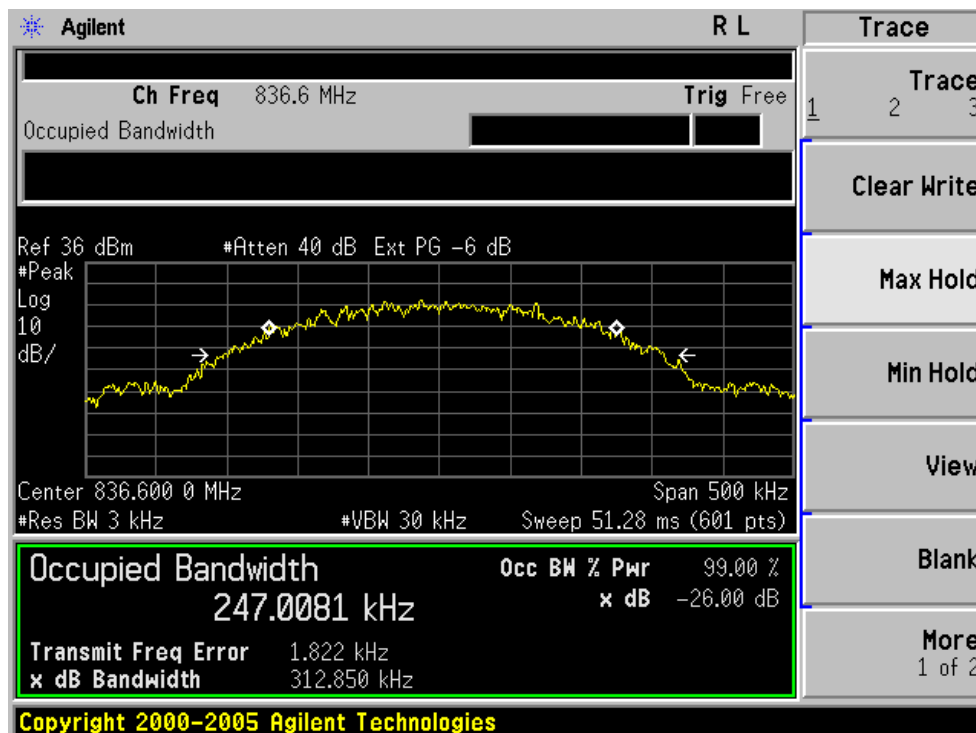 Agilent R L Trace
Ch Freq 836.6 MHz Trig Free
Occupied Bandwidth
Trace
1 2 3
Clear Write
Max Hold
Min Hold
View
Blank
More
1 of 2
Ref 36 dBm #Atten 40 dB Ext PG -6 dB
#Peak
Log
10
dB/
Center 836.600 0 MHz Span 500 kHz
#Res BW 3 kHz #VBW 30 kHz Sweep 51.28 ms (601 pts)
Occupied Bandwidth Occ BW % Pwr 99.00 %
247.0081 kHz x dB -26.00 dB
Transmit Freq Error 1.822 kHz
x dB Bandwidth 312.850 kHz
Copyright 2000-2005 Agilent Technologies